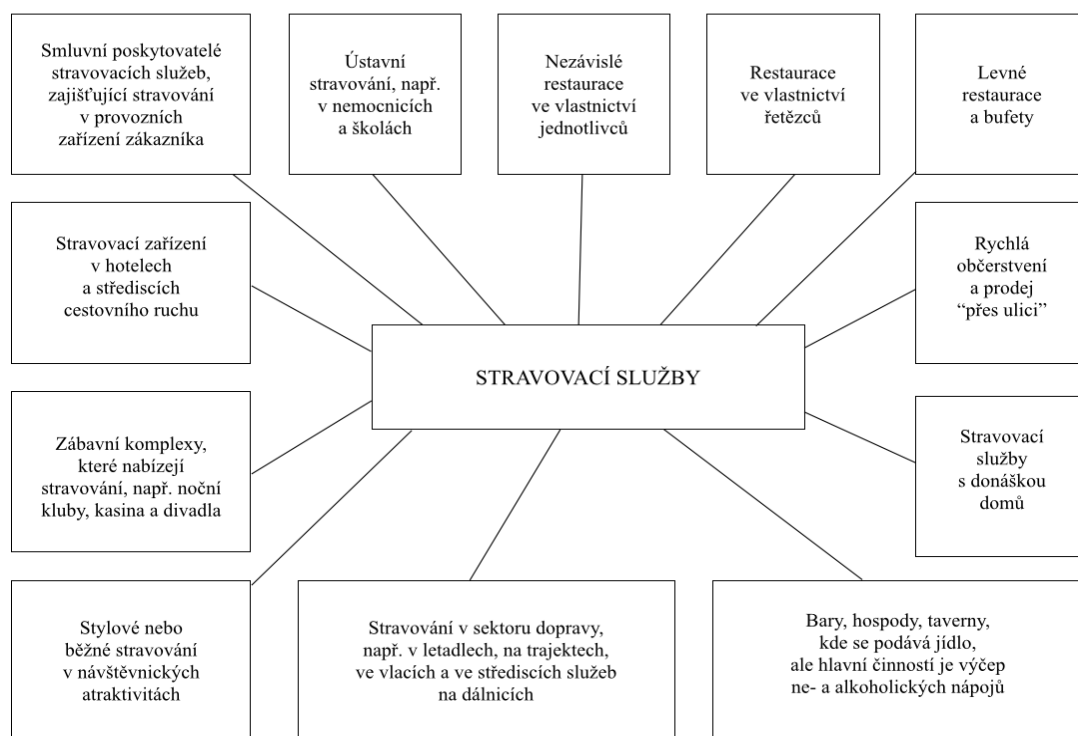 Smluvní poskytovatelé
stravovacích služeb,
zajišťující stravování
v provozních
zařízení zákazníka
Ústavní
stravování, např.
v nemocnicích
a školách
Nezávislé
restaurace
ve vlastnictví
jednotlivců
Restaurace
ve vlastnictví
řetězců
Levné
restaurace
a bufety
Stravovací zařízení
v hotelech
a střediscích
cestovního ruchu
Rychlá
občerstvení
a prodej
“přes ulici”
STRAVOVACÍ SLUŽBY
Zábavní komplexy,
které nabízejí
stravování, např. noční
kluby, kasina a divadla
Stravovací
služby
s donáškou
domů
Stylové nebo
běžné stravování
v návštěvnických
atraktivitách
Stravování v sektoru dopravy,
např. v letadlech, na trajektech,
ve vlacích a ve střediscích služeb
na dálnicích
Bary, hospody, taverny,
kde se podává jídlo,
ale hlavní činností je výčep
ne- a alkoholických nápojů